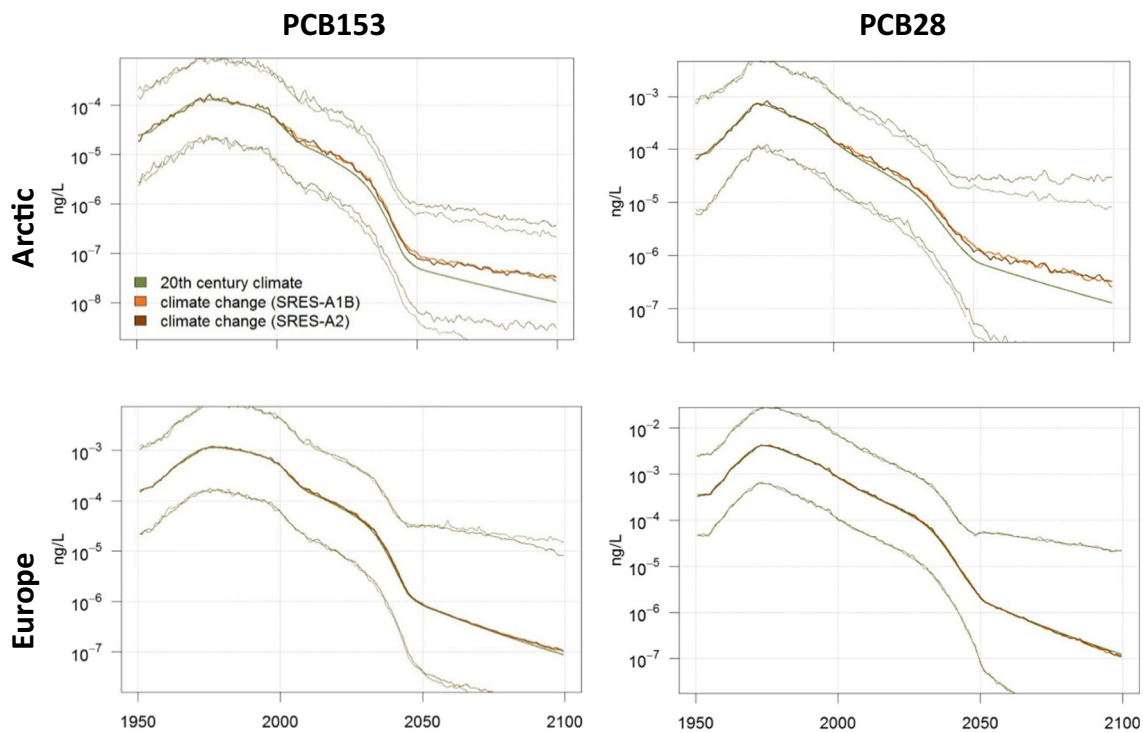 PCB153
PCB28
Arctic
ng/L
10⁻⁴
10⁻⁵
10⁻⁶
10⁻⁷
10⁻⁸
20th century climate
climate change (SRES-A1B)
climate change (SRES-A2)
ng/L
10⁻³
10⁻⁴
10⁻⁵
10⁻⁶
10⁻⁷
Europe
ng/L
10⁻³
10⁻⁴
10⁻⁵
10⁻⁶
10⁻⁷
1950
2000
2050
2100
ng/L
10⁻²
10⁻³
10⁻⁴
10⁻⁵
10⁻⁶
10⁻⁷
1950
2000
2050
2100